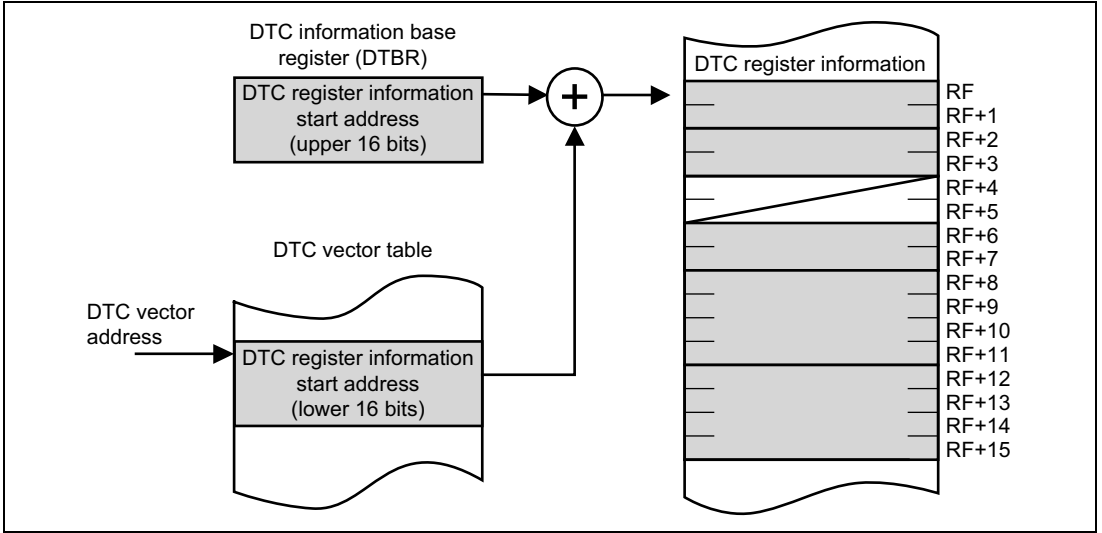 DTC information base
register (DTBR)
DTC register information
start address
(upper 16 bits)
+
DTC vector table
DTC vector
address
DTC register information
start address
(lower 16 bits)
DTC register information
RF
RF+1
RF+2
RF+3
RF+4
RF+5
RF+6
RF+7
RF+8
RF+9
RF+10
RF+11
RF+12
RF+13
RF+14
RF+15